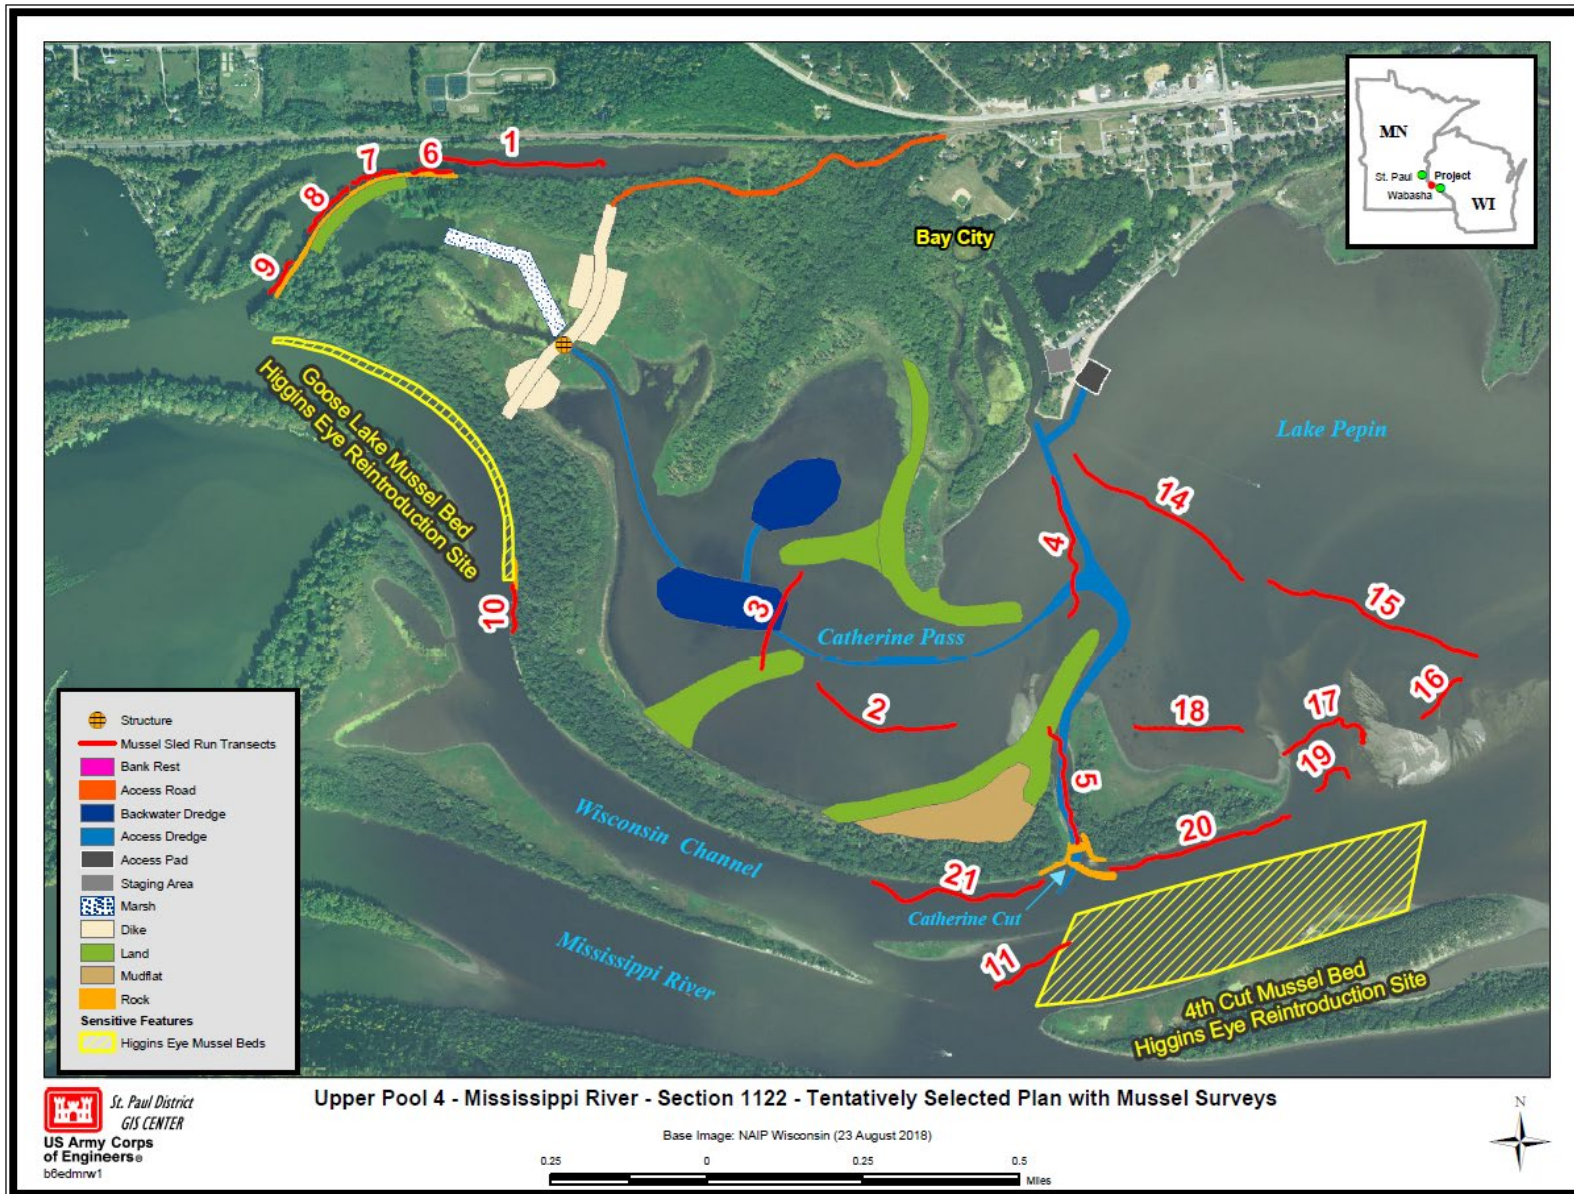 MN
St. Paul
Project
Wabasha
WI
1
6
7
8
9
Bay City
Goose Lake Mussel Bed
Higgins Eye Reintroduction Site
Lake Pepin
14
4
15
10
3
Catherine Pass
2
16
17
18
19
5
20
Wisconsin Channel
21
Catherine Cut
Mississippi River
11
4th Cut Mussel Bed
Higgins Eye Reintroduction Site
Structure
Mussel Sled Run Transects
Bank Rest
Access Road
Backwater Dredge
Access Dredge
Access Pad
Staging Area
Marsh
Dike
Land
Mudflat
Rock
Sensitive Features
Higgins Eye Mussel Beds
St. Paul District
GIS CENTER
US Army Corps
of Engineers®
b6edmrw1
Upper Pool 4 - Mississippi River - Section 1122 - Tentatively Selected Plan with Mussel Surveys
Base Image: NAIP Wisconsin (23 August 2018)
0.25 0 0.25 0.5
Miles
N